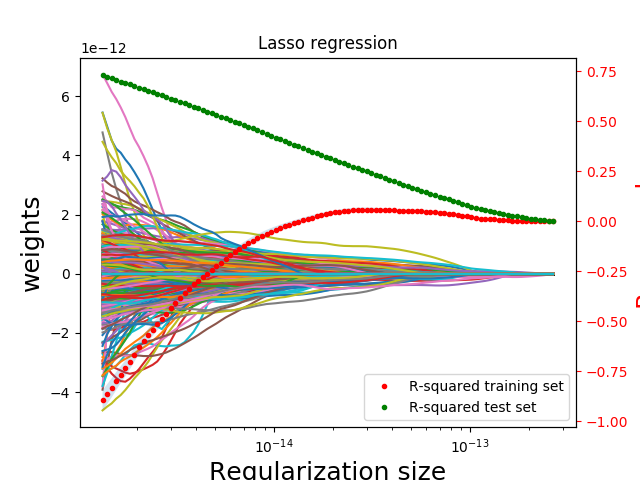 Lasso regression
1e−12
6
4
2
0
−2
−4
weights
0.75
0.50
0.25
0.00
−0.25
−0.50
−0.75
−1.00
R-squared training set
R-squared test set
10−14
10−13
Regularization size